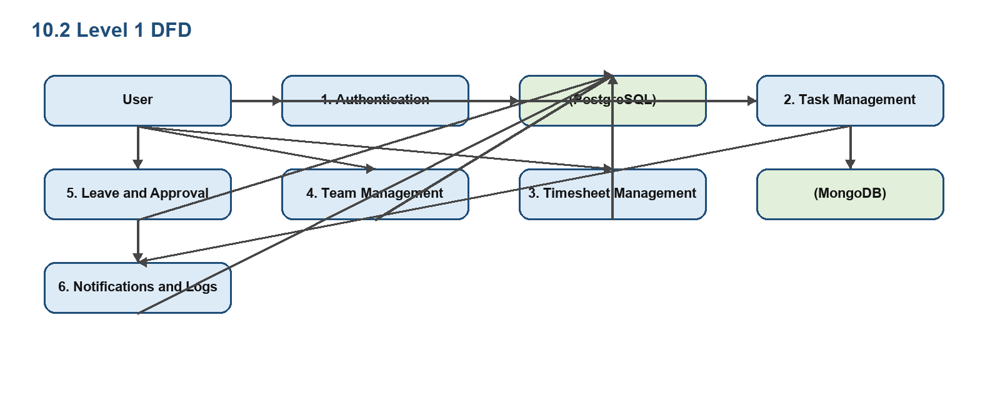 10.2 Level 1 DFD
User
1. Authentication
(PostgreSQL)
2. Task Management
5. Leave and Approval
4. Team Management
3. Timesheet Management
(MongoDB)
6. Notifications and Logs